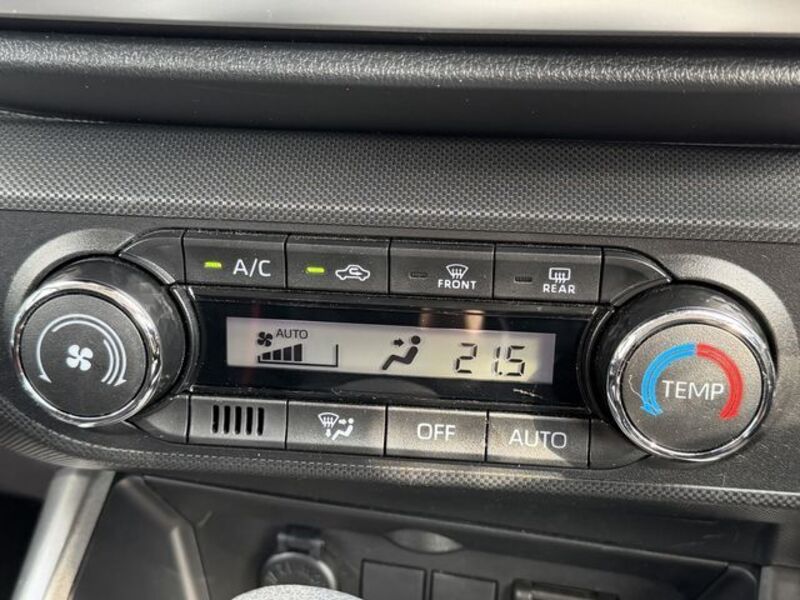 A/C
FRONT
REAR
AUTO
21.5
TEMP
OFF
AUTO